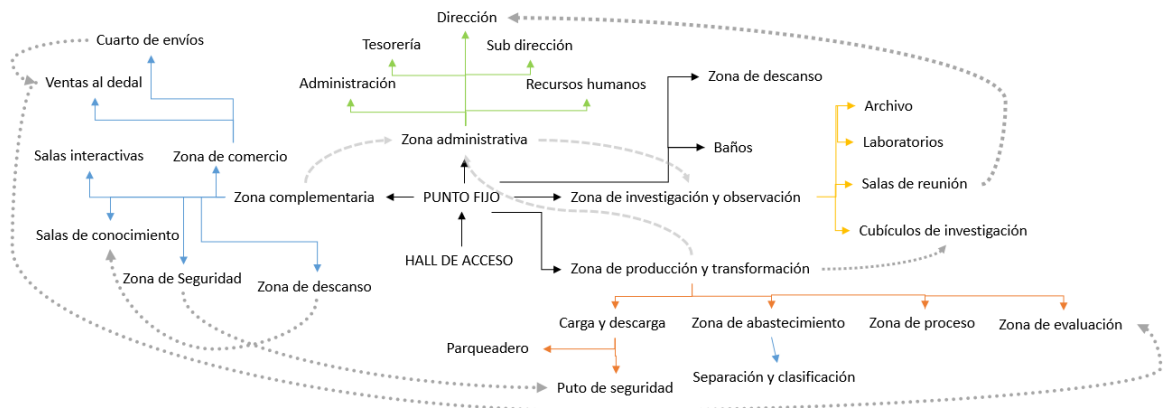 Dirección
Cuarto de envíos
Tesorería
Sub dirección
Ventas al dedal
Administración
Recursos humanos
Zona de descanso
Archivo
Zona administrativa
Baños
Laboratorios
Salas interactivas
Zona de comercio
Salas de reunión
Zona complementaria
PUNTO FIJO
Zona de investigación y observación
Salas de conocimiento
Cubículos de investigación
HALL DE ACCESO
Zona de producción y transformación
Zona de Seguridad
Zona de descanso
Carga y descarga
Zona de abastecimiento
Zona de proceso
Zona de evaluación
Parqueadero
Puto de seguridad
Separación y clasificación